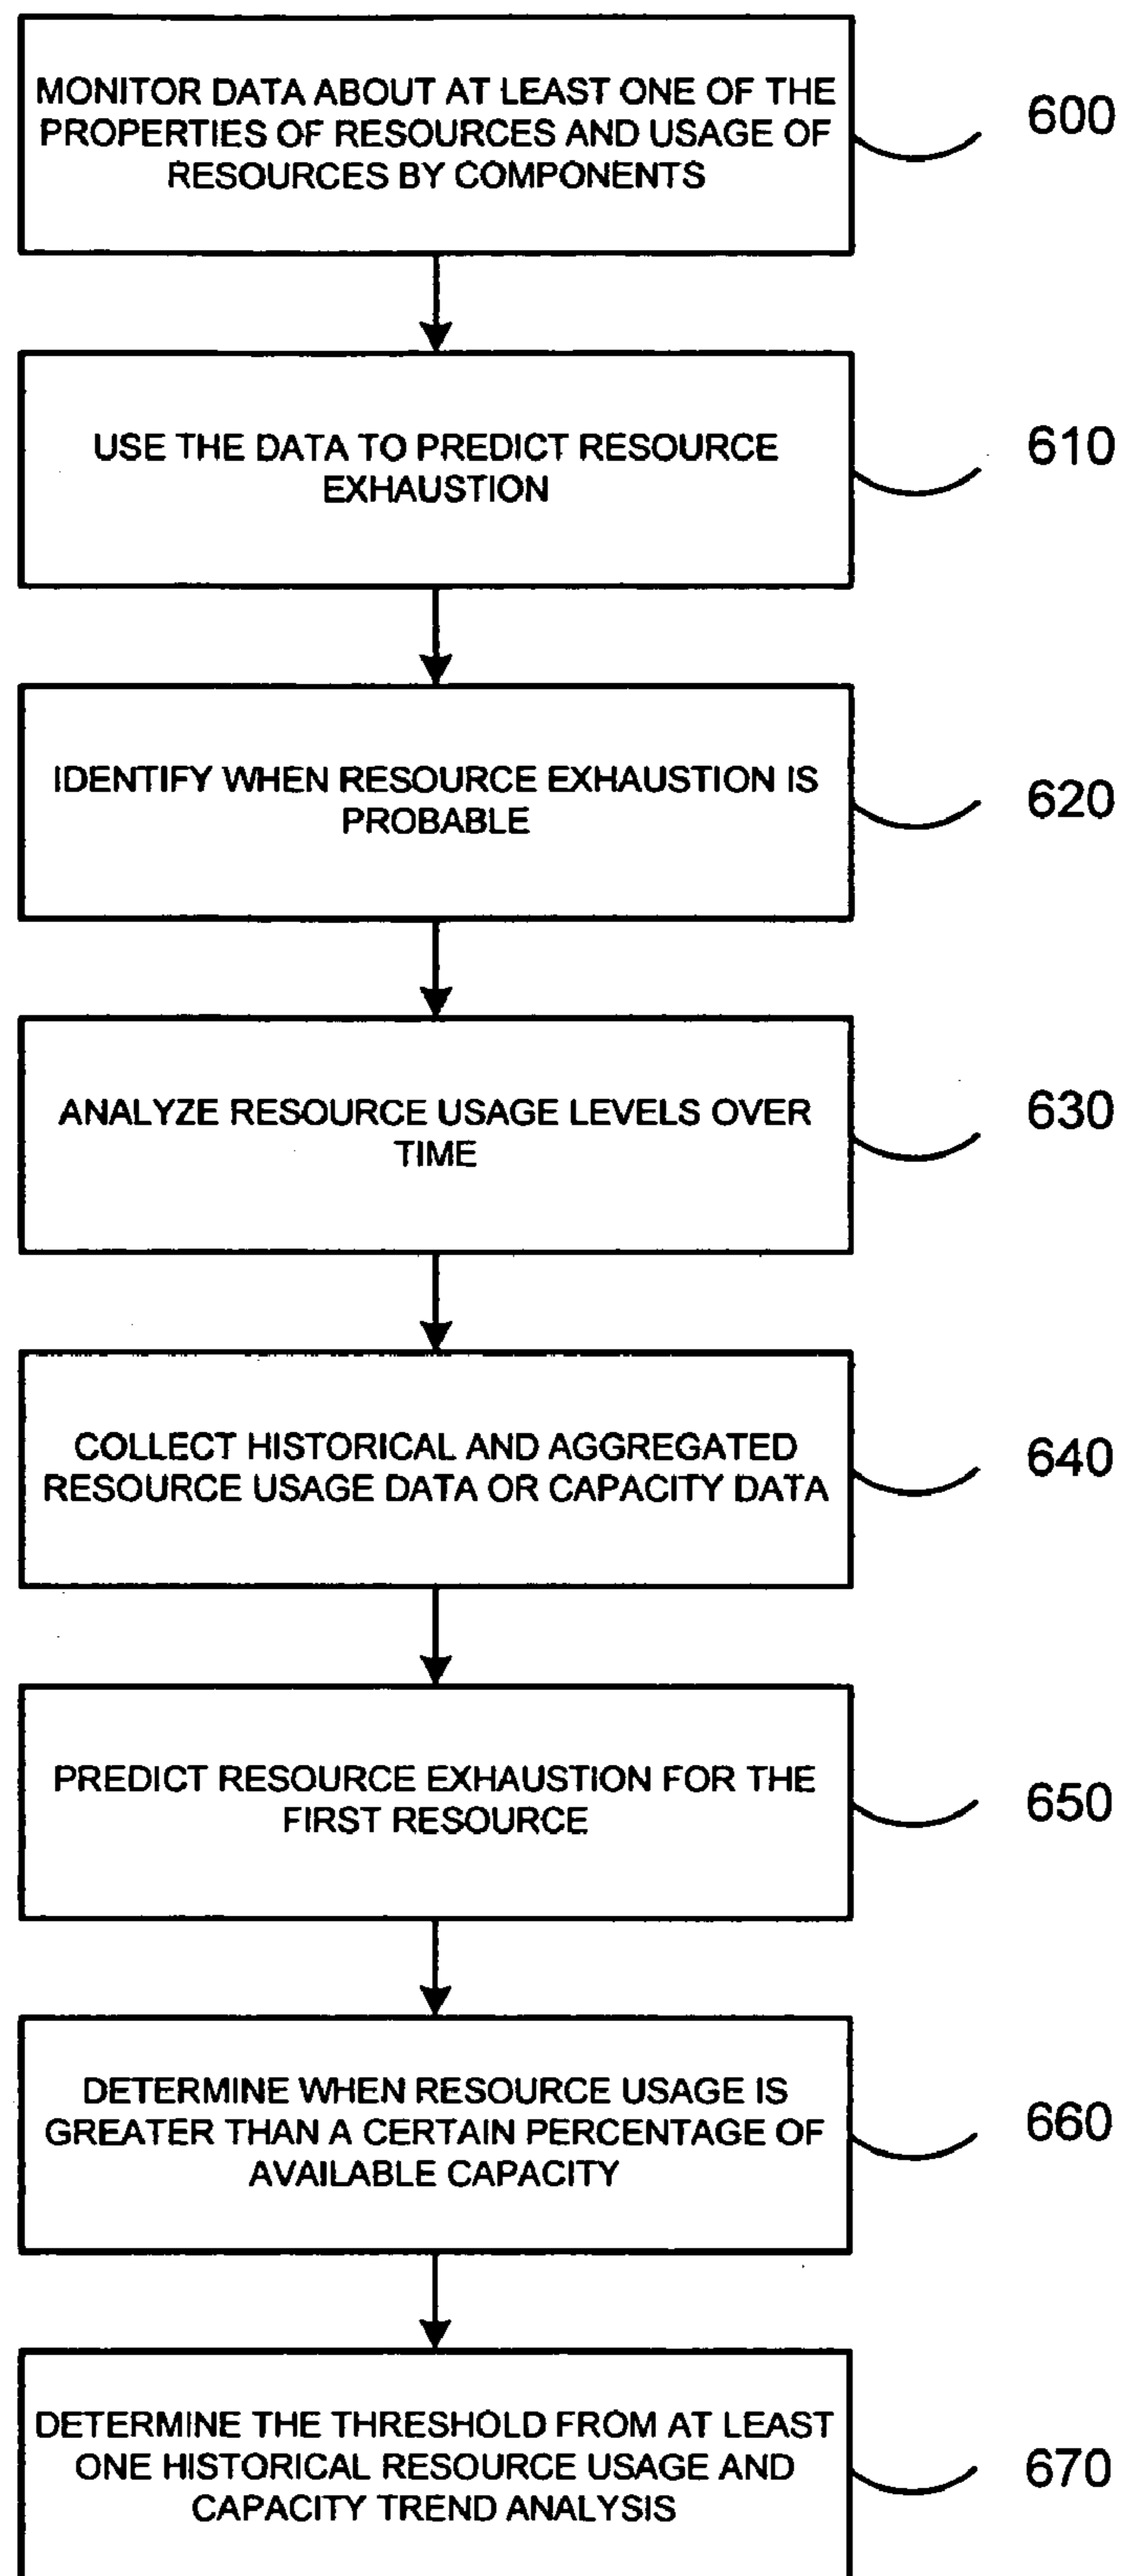 MONITOR DATA ABOUT AT LEAST ONE OF THE
PROPERTIES OF RESOURCES AND USAGE OF
RESOURCES BY COMPONENTS
600
USE THE DATA TO PREDICT RESOURCE
EXHAUSTION
610
IDENTIFY WHEN RESOURCE EXHAUSTION IS
PROBABLE
620
ANALYZE RESOURCE USAGE LEVELS OVER
TIME
630
COLLECT HISTORICAL AND AGGREGATED
RESOURCE USAGE DATA OR CAPACITY DATA
640
PREDICT RESOURCE EXHAUSTION FOR THE
FIRST RESOURCE
650
DETERMINE WHEN RESOURCE USAGE IS
GREATER THAN A CERTAIN PERCENTAGE OF
AVAILABLE CAPACITY
660
DETERMINE THE THRESHOLD FROM AT LEAST
ONE HISTORICAL RESOURCE USAGE AND
CAPACITY TREND ANALYSIS
670